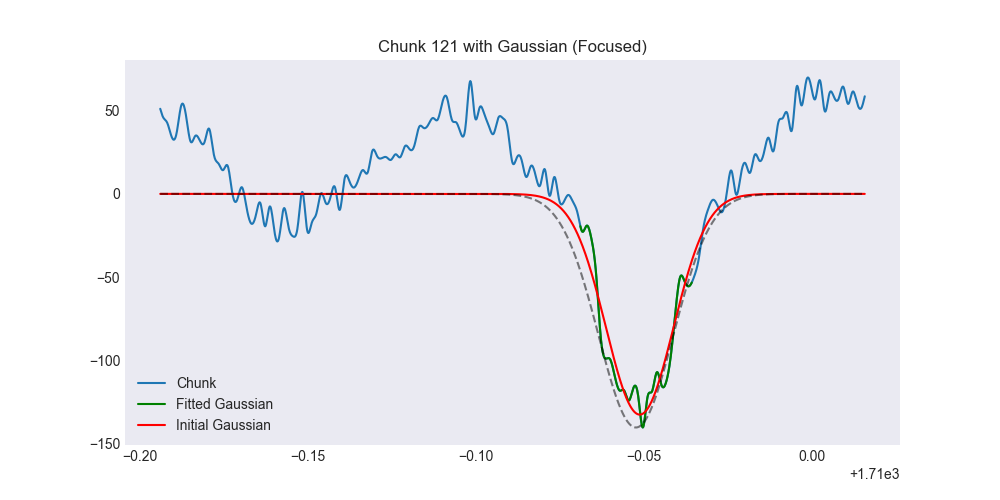 Chunk 121 with Gaussian (Focused)
50
0
−50
−100
−150
Chunk
Fitted Gaussian
Initial Gaussian
−0.20 −0.15 −0.10 −0.05 0.00
+1.71e3